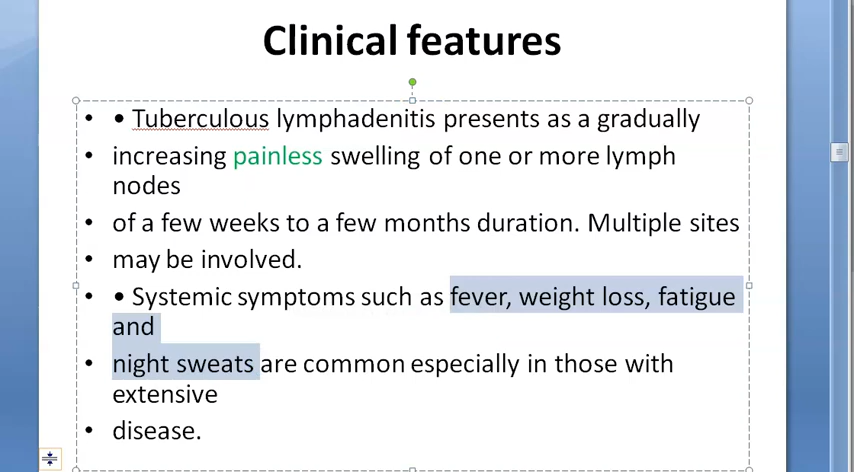 Clinical features
• • Tuberculous lymphadenitis presents as a gradually
• increasing painless swelling of one or more lymph
nodes
• of a few weeks to a few months duration. Multiple sites
• may be involved.
• • Systemic symptoms such as fever, weight loss, fatigue
and
• night sweats are common especially in those with
extensive
• disease.